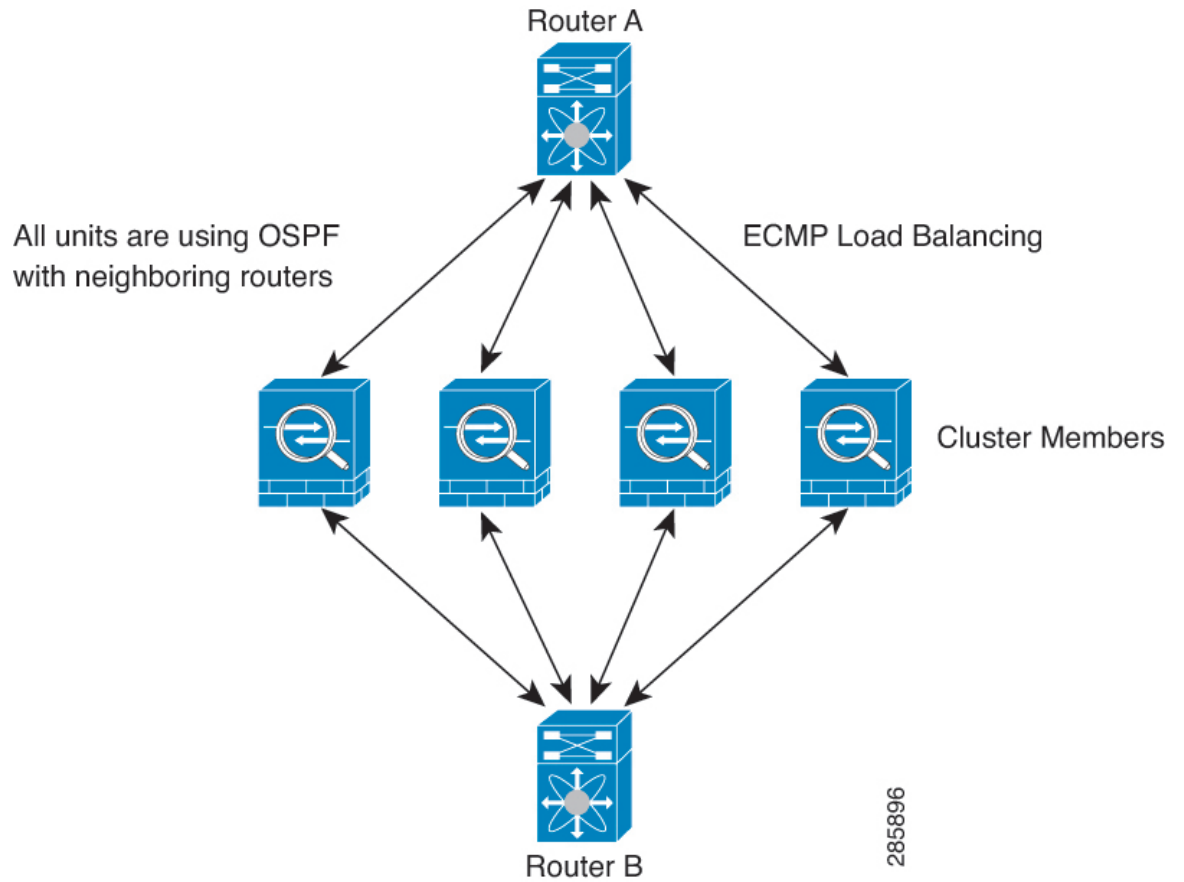 Router A
All units are using OSPF
with neighboring routers
ECMP Load Balancing
Cluster Members
285896
Router B